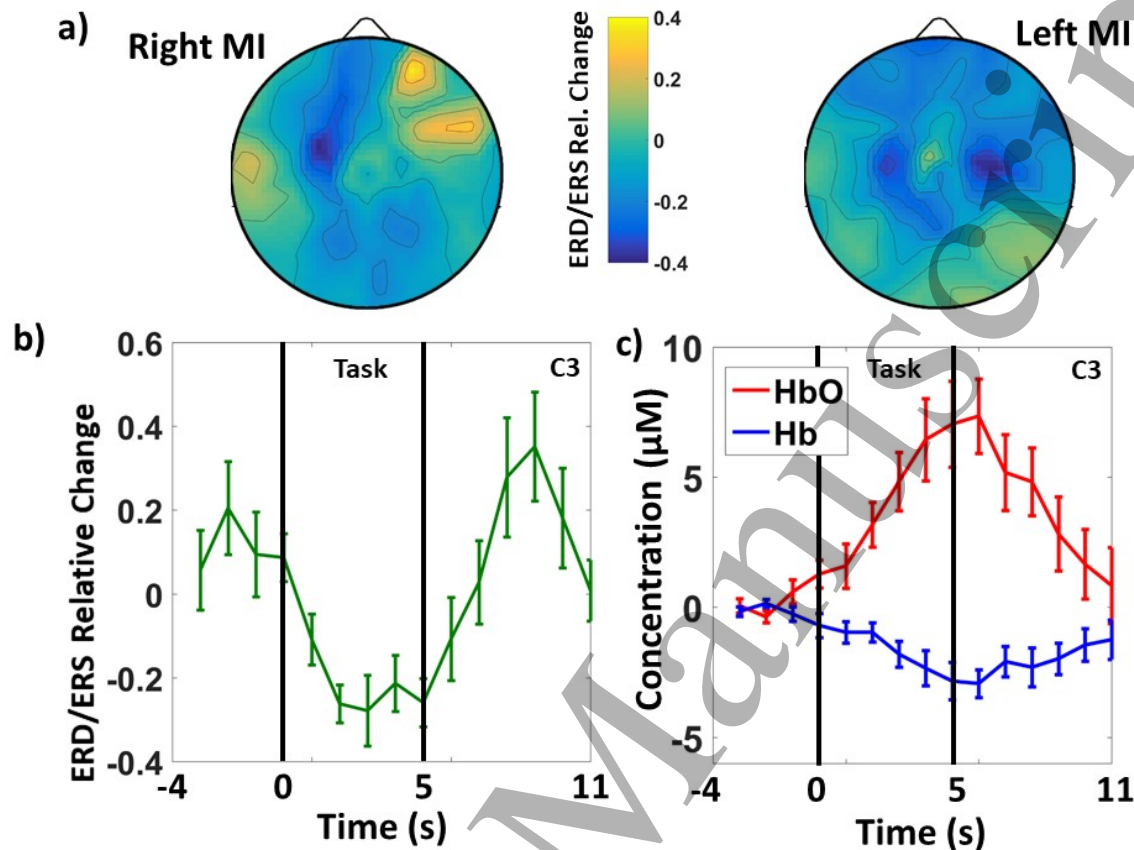 a)
Right MI
Left MI
ERD/ERS Rel. Change
0.4
0.2
0
-0.2
-0.4
b)
ERD/ERS Relative Change
0.6
0.4
0.2
0
-0.2
-0.4
Task
C3
-4
0
5
11
Time (s)
c)
Concentration (µM)
10
5
0
-5
HbO
Hb
Task
C3
-4
0
5
11
Time (s)